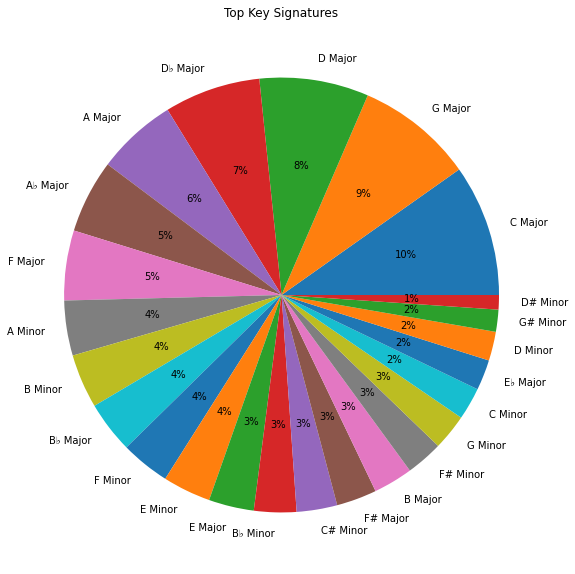 Top Key Signatures
C Major
10%
G Major
9%
D Major
8%
D♭ Major
7%
A Major
6%
A♭ Major
5%
F Major
5%
A Minor
4%
B Minor
4%
B♭ Major
4%
F Minor
4%
E Minor
4%
E Major
3%
B♭ Minor
3%
C# Minor
3%
F# Major
3%
B Major
3%
F# Minor
3%
G Minor
3%
C Minor
2%
E♭ Major
2%
D Minor
2%
G# Minor
2%
D# Minor
1%